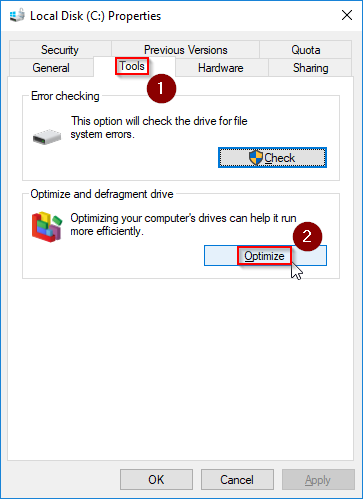 Local Disk (C:) Properties
Security
Previous Versions
Quota
General
Tools
Hardware
Sharing
1
Error checking
This option will check the drive for file
system errors.
Check
Optimize and defragment drive
Optimizing your computer's drives can help it run
more efficiently.
2
Optimize
OK
Cancel
Apply